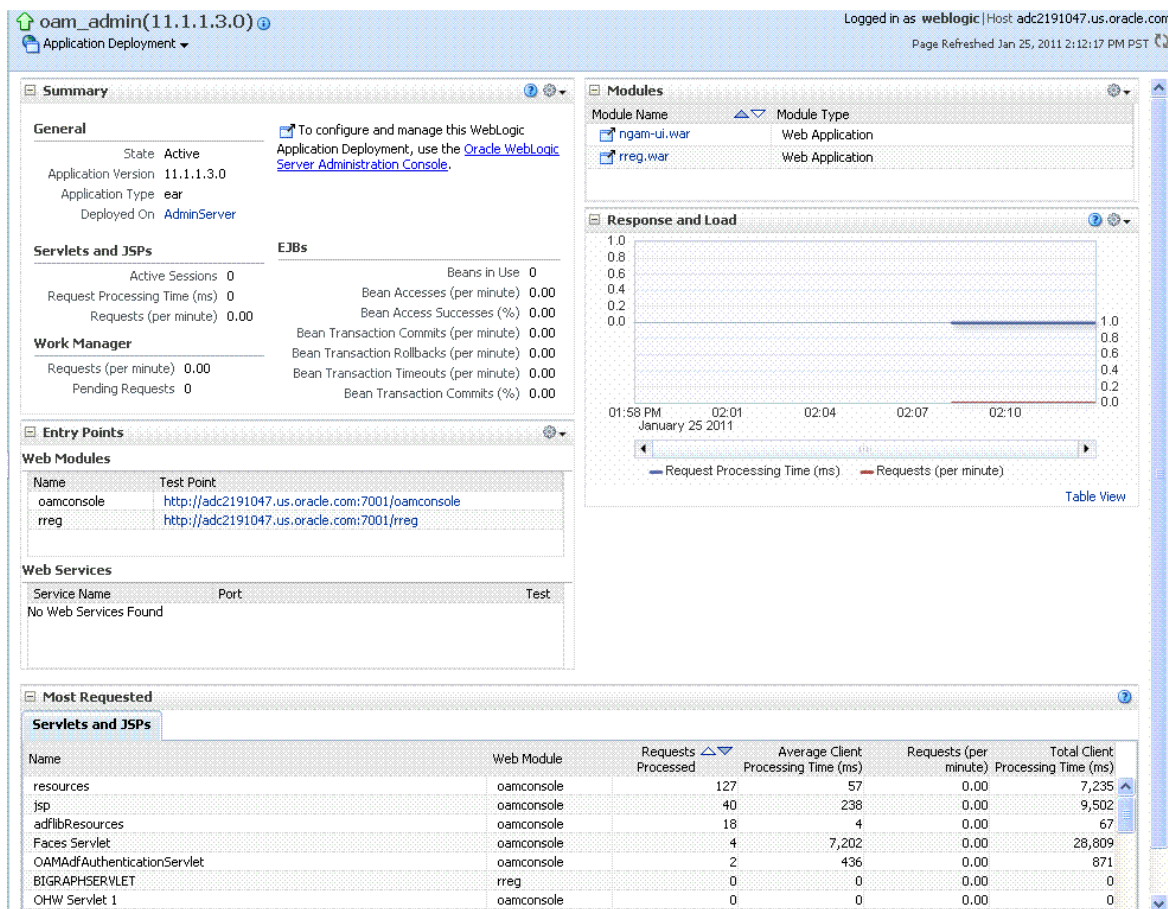 oam_admin(11.1.1.3.0)
Logged in as weblogic|Host adc2191047.us.oracle.com
Application Deployment
Page Refreshed Jan 25, 2011 2:12:17 PM PST
Summary
General
State Active
Application Version 11.1.1.3.0
Application Type ear
Deployed On AdminServer
To configure and manage this WebLogic
Application Deployment, use the Oracle WebLogic
Server Administration Console.
Servlets and JSPs
Active Sessions 0
Request Processing Time (ms) 0
Requests (per minute) 0.00
Work Manager
Requests (per minute) 0.00
Pending Requests 0
EJBs
Beans in Use 0
Bean Accesses (per minute) 0.00
Bean Access Successes (%) 0.00
Bean Transaction Commits (per minute) 0.00
Bean Transaction Rollbacks (per minute) 0.00
Bean Transaction Timeouts (per minute) 0.00
Bean Transaction Commits (%) 0.00
Modules
Module Name Module Type
ngam-ui.war Web Application
rreg.war Web Application
Response and Load
1.0
0.8
0.6
0.4
0.2
0.0
1.0
0.8
0.6
0.4
0.2
0.0
01:58 PM 02:01 02:04 02:07 02:10
January 25 2011
Request Processing Time (ms) Requests (per minute)
Table View
Entry Points
Web Modules
Name Test Point
oamconsole http://adc2191047.us.oracle.com:7001/oamconsole
rreg http://adc2191047.us.oracle.com:7001/rreg
Web Services
Service Name Port Test
No Web Services Found
Most Requested
Servlets and JSPs
Name Web Module Requests Processed Average Client Processing Time (ms) Requests (per minute) Total Client Processing Time (ms)
resources oamconsole 127 57 0.00 7,235
jsp oamconsole 40 238 0.00 9,502
adflibResources oamconsole 18 4 0.00 67
Faces Servlet oamconsole 4 7,202 0.00 28,809
OAMAdfAuthenticationServlet oamconsole 2 436 0.00 871
BIGRAPHSERVLET rreg 0 0 0.00 0
OHW Servlet 1 oamconsole 0 0 0.00 0